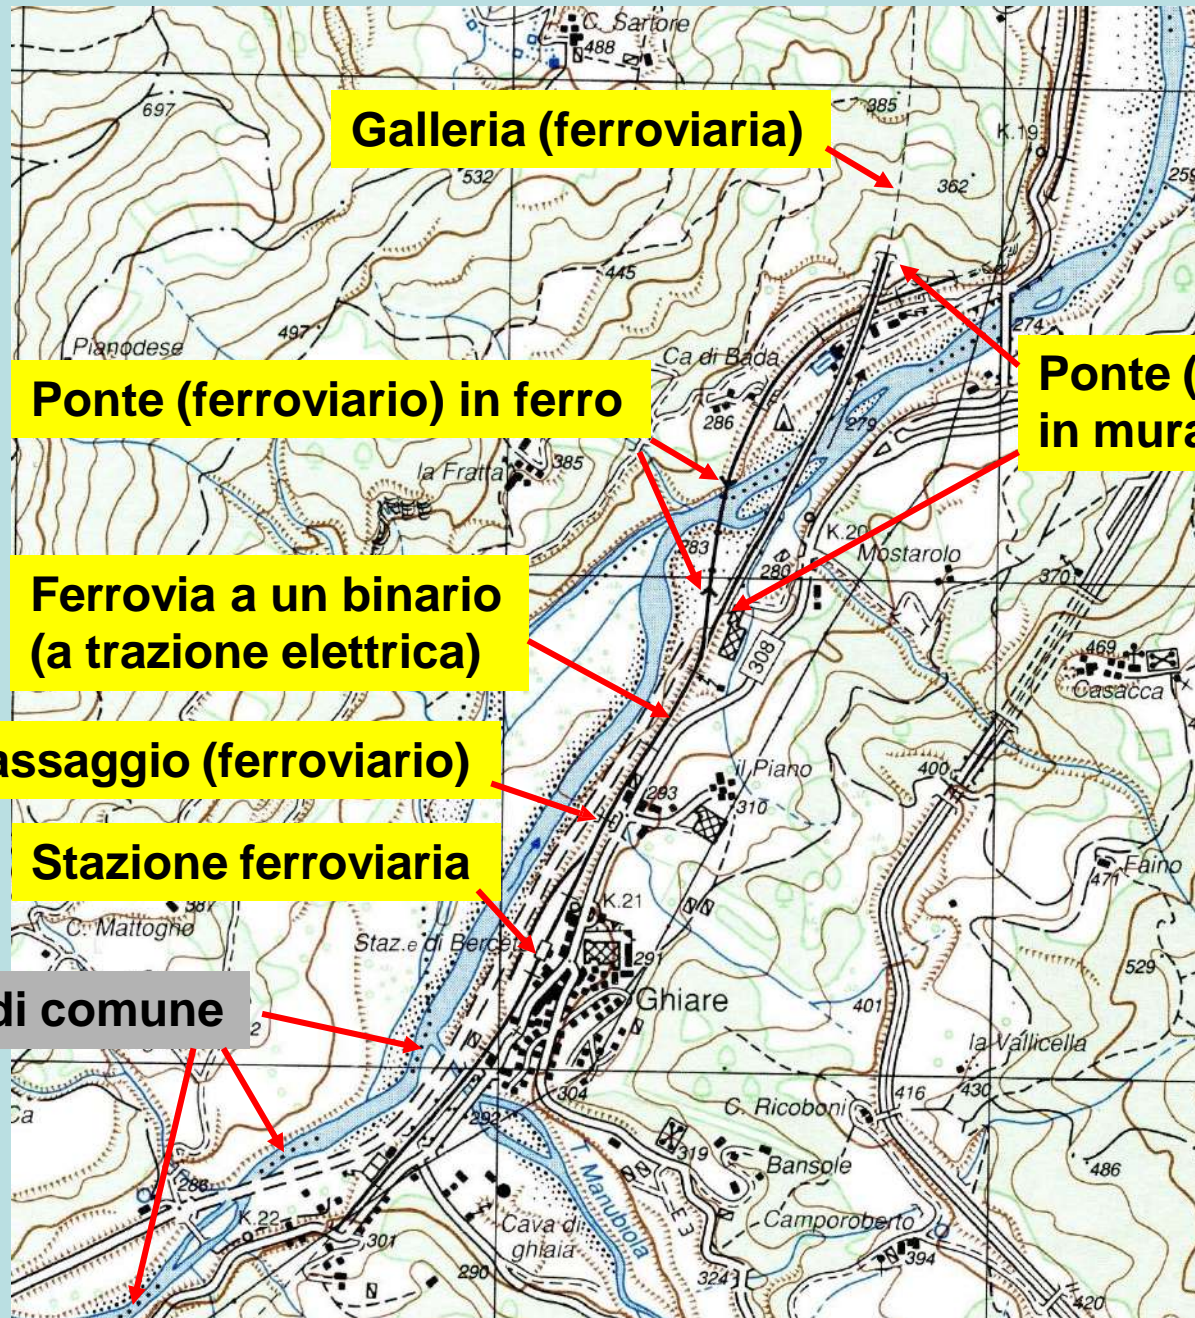 C. Sartore
488
697
Galleria (ferroviaria)
385
K.19
532
362
259
445
497
274
Pianodese
Ca di Bada
Ponte (
in mura
Ponte (ferroviario) in ferro
286
279
la Fratta
385
K.20
Mostarolo
283
280
370
Ferrovia a un binario
(a trazione elettrica)
308
469
Casacca
assaggio (ferroviario)
il Piano
400
293
310
Stazione ferroviaria
Faino
471
K.21
387
C. Mattogno
Staz.e di Berceto
291
529
Ghiare
401
di comune
2
la Vallicella
304
416
430
Ca
292
C. Ricoboni
319
Bansole
486
T. Manubiola
286
K.22
Cava di
ghiaia
Camporoberto
301
394
290
324
420